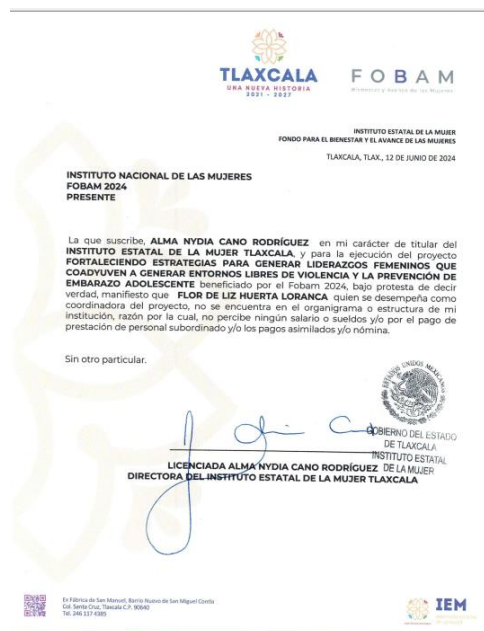 TLAXCALA
UNA NUEVA HISTORIA
2021 - 2027
FOBAM
Bienestar y Avance de las Mujeres
INSTITUTO ESTATAL DE LA MUJER
FONDO PARA EL BIENESTAR Y EL AVANCE DE LAS MUJERES
TLAXCALA, TLAX., 12 DE JUNIO DE 2024
INSTITUTO NACIONAL DE LAS MUJERES
FOBAM 2024
PRESENTE
La que suscribe, ALMA NYDIA CANO RODRÍGUEZ en mi carácter de titular del
INSTITUTO ESTATAL DE LA MUJER TLAXCALA, y para la ejecución del proyecto
FORTALECIENDO ESTRATEGIAS PARA GENERAR LIDERAZGOS FEMENINOS QUE
COADYUVEN A GENERAR ENTORNOS LIBRES DE VIOLENCIA Y LA PREVENCIÓN DE
EMBARAZO ADOLESCENTE beneficiado por el Fobam 2024, bajo protesta de decir
verdad, manifiesto que FLOR DE LIZ HUERTA LORANCA quien se desempeña como
coordinadora del proyecto, no se encuentra en el organigrama o estructura de mi
institución, razón por la cual, no percibe ningún salario o sueldos y/o por el pago de
prestación de personal subordinado y/o los pagos asimilados y/o nómina.
Sin otro particular.
ESTADOS UNIDOS MEXICANOS
GOBIERNO DEL ESTADO
DE TLAXCALA
INSTITUTO ESTATAL
DE LA MUJER
LICENCIADA ALMA NYDIA CANO RODRÍGUEZ
DIRECTORA DEL INSTITUTO ESTATAL DE LA MUJER TLAXCALA
Ex Fábrica de San Manuel, Barrio Nuevo de San Miguel Contla
Col. Santa Cruz, Tlaxcala C.P. 90640
Tel. 246 117 4385
IEM